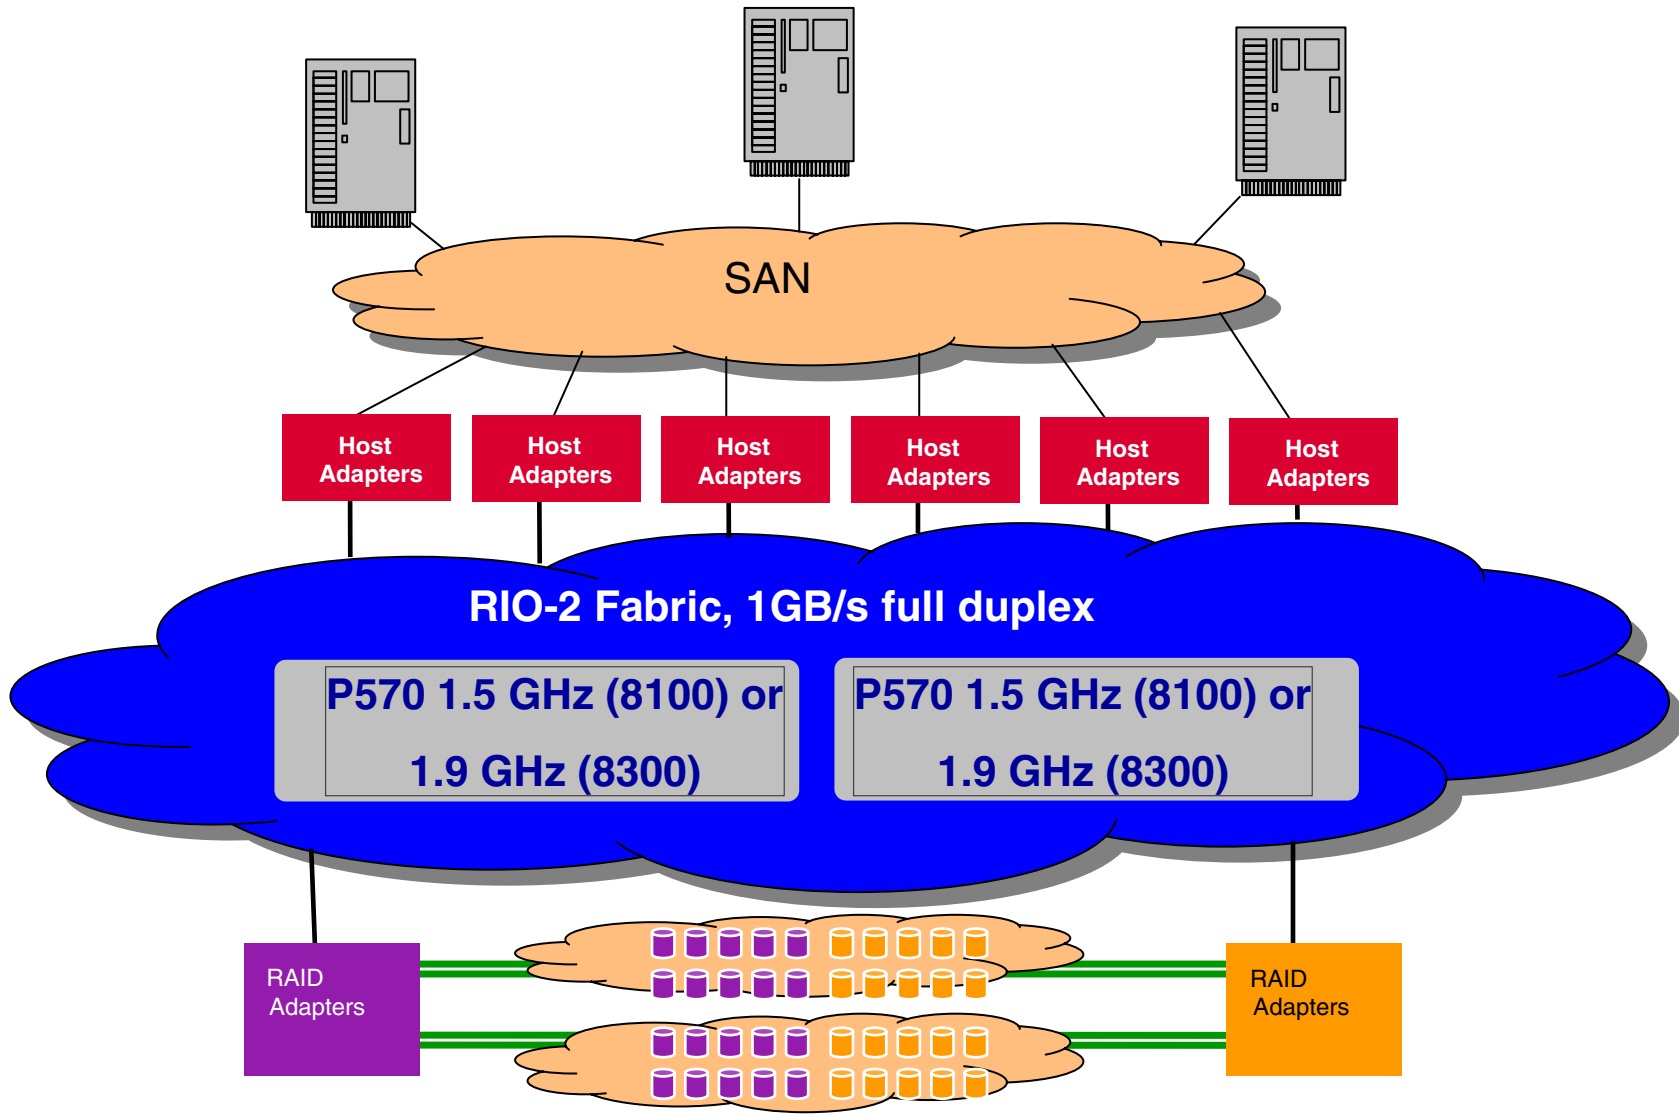 SAN
Host
Adapters
Host
Adapters
Host
Adapters
Host
Adapters
Host
Adapters
Host
Adapters
RIO-2 Fabric, 1GB/s full duplex
P570 1.5 GHz (8100) or
1.9 GHz (8300)
P570 1.5 GHz (8100) or
1.9 GHz (8300)
RAID
Adapters
RAID
Adapters